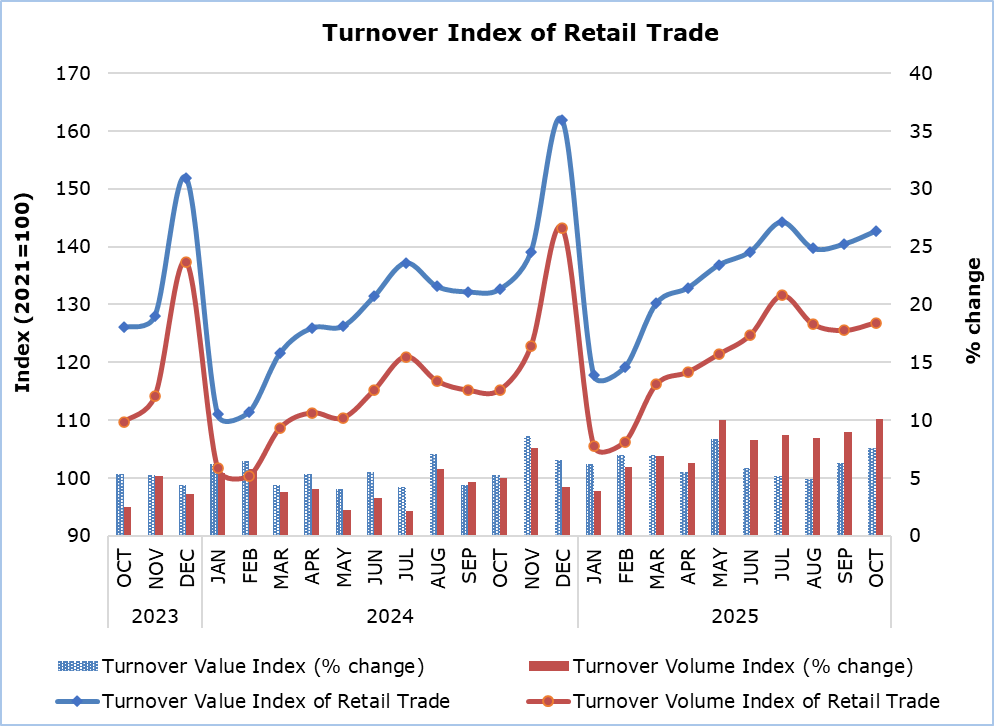 Turnover Index of Retail Trade
170 40
160 35
150 30
140 25
130 20
120 15
110 10
100 5
90 0
Index (2021=100)
% change
OCT NOV DEC JAN FEB MAR APR MAY JUN JUL AUG SEP OCT NOV DEC JAN FEB MAR APR MAY JUN JUL AUG SEP OCT
2023 2024 2025
Turnover Value Index (% change) Turnover Volume Index (% change)
Turnover Value Index of Retail Trade Turnover Volume Index of Retail Trade